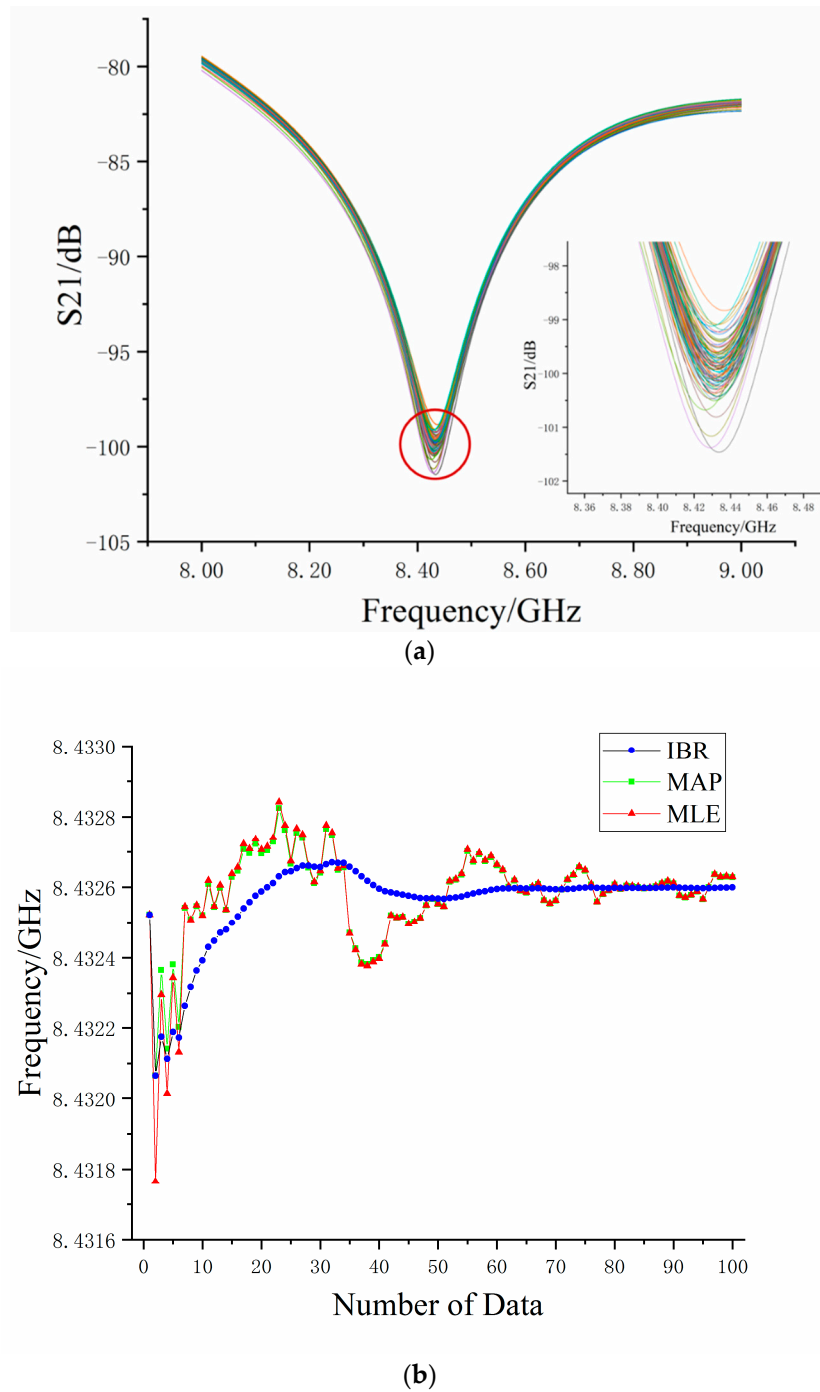 -80
-85
-90
-95
-100
-105
S21/dB
8.00 8.20 8.40 8.60 8.80 9.00
Frequency/GHz
-98
-99
-100
-101
-102
S21/dB
8.36 8.38 8.40 8.42 8.44 8.46 8.48
Frequency/GHz
(a)
8.4330
8.4328
8.4326
8.4324
8.4322
8.4320
8.4318
8.4316
Frequency/GHz
IBR
MAP
MLE
0 10 20 30 40 50 60 70 80 90 100
Number of Data
(b)